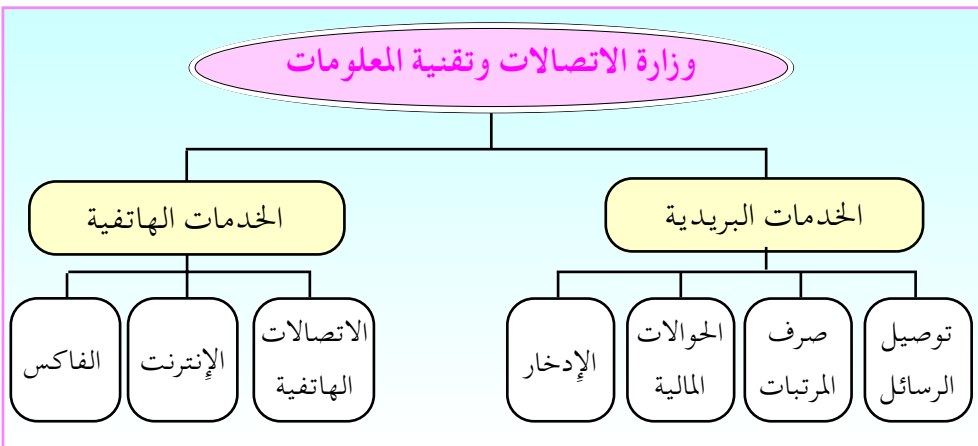 وزارة الاتصالات وتقنية المعلومات
الخدمات البريدية
الخدمات الهاتفية
توصيل
الرسائل
صرف
المرتبات
الحوالات
المالية
الإدخار
الاتصالات
الهاتفية
الإنترنت
الفاكس